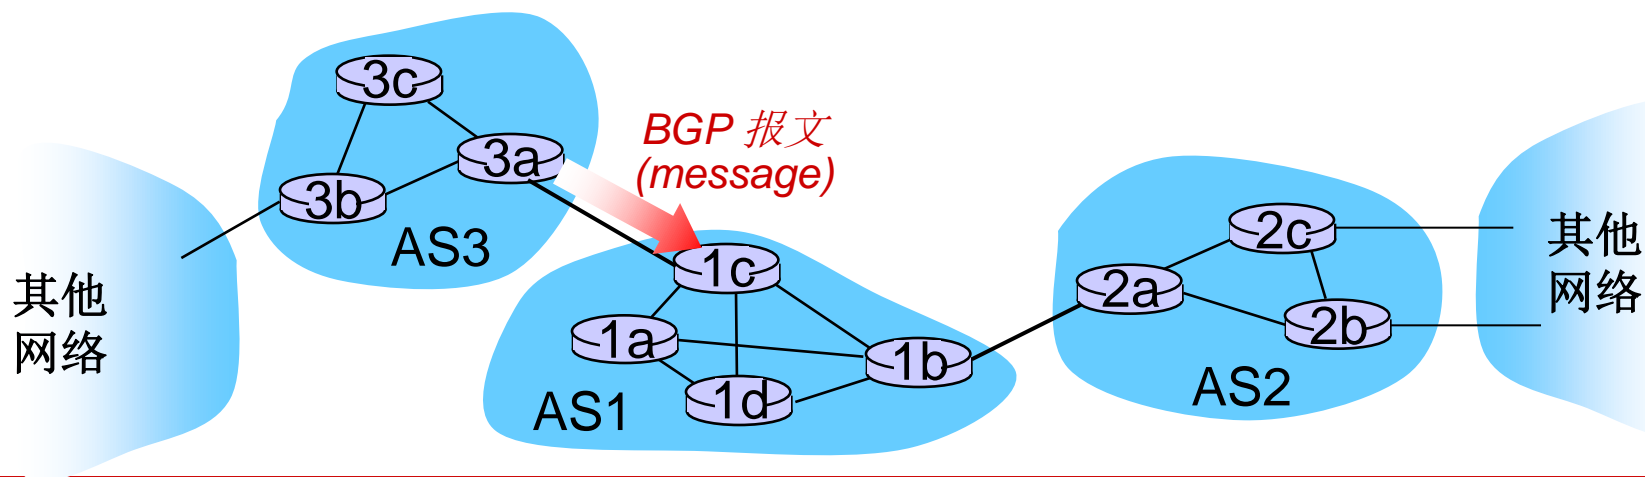 3c
BGP 报文
(message)
3a
3b
AS3
其他
网络
1c
1a
1b
1d
AS1
2c
2a
2b
AS2
其他
网络